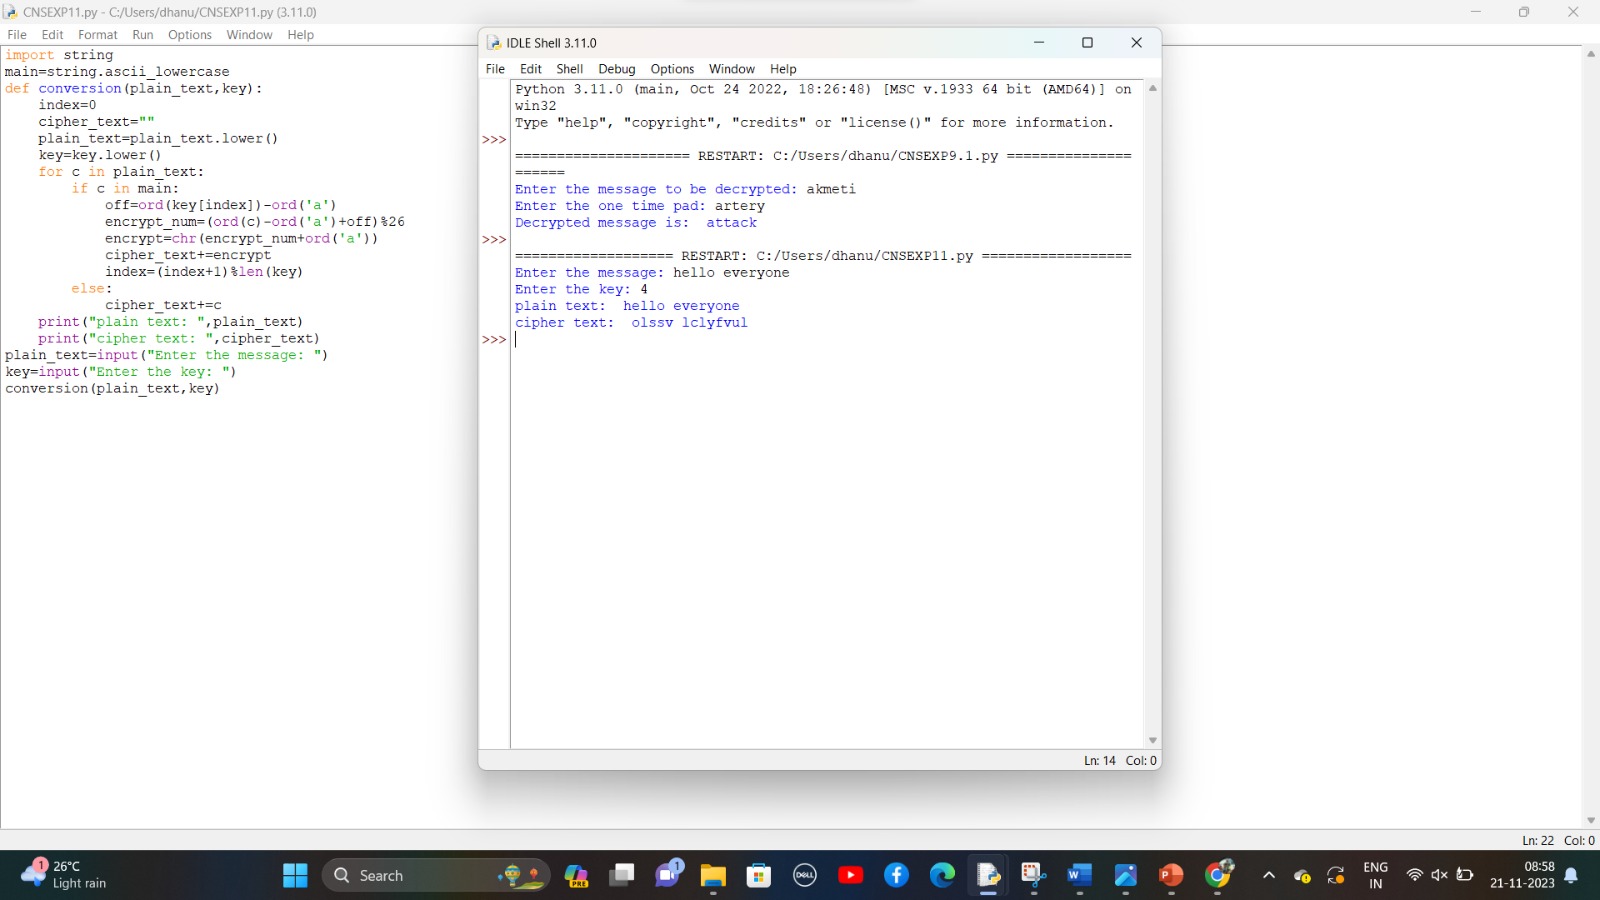 CNSEXP11.py - C:/Users/dhanu/CNSEXP11.py (3.11.0)
File Edit Format Run Options Window Help
import string
main=string.ascii_lowercase
def conversion(plain_text,key):
    index=0
    cipher_text=""
    plain_text=plain_text.lower()
    key=key.lower()
    for c in plain_text:
        if c in main:
            off=ord(key[index])-ord('a')
            encrypt_num=(ord(c)-ord('a')+off)%26
            encrypt=chr(encrypt_num+ord('a'))
            cipher_text+=encrypt
            index=(index+1)%len(key)
        else:
            cipher_text+=c
    print("plain text: ",plain_text)
    print("cipher text: ",cipher_text)
plain_text=input("Enter the message: ")
key=input("Enter the key: ")
conversion(plain_text,key)
IDLE Shell 3.11.0
File Edit Shell Debug Options Window Help
Python 3.11.0 (main, Oct 24 2022, 18:26:48) [MSC v.1933 64 bit (AMD64)] on
win32
Type "help", "copyright", "credits" or "license()" for more information.
>>>
===================== RESTART: C:/Users/dhanu/CNSEXP9.1.py ===============
======
Enter the message to be decrypted: akmeti
Enter the one time pad: artery
Decrypted message is:  attack
>>>
=================== RESTART: C:/Users/dhanu/CNSEXP11.py ==================
Enter the message: hello everyone
Enter the key: 4
plain text:  hello everyone
cipher text:  olssv lclyfvul
>>>
Ln: 14 Col: 0
Ln: 22 Col: 0
1
26°C
Light rain
Search
PRE
1
DELL
W
P
ENG
IN
08:58
21-11-2023